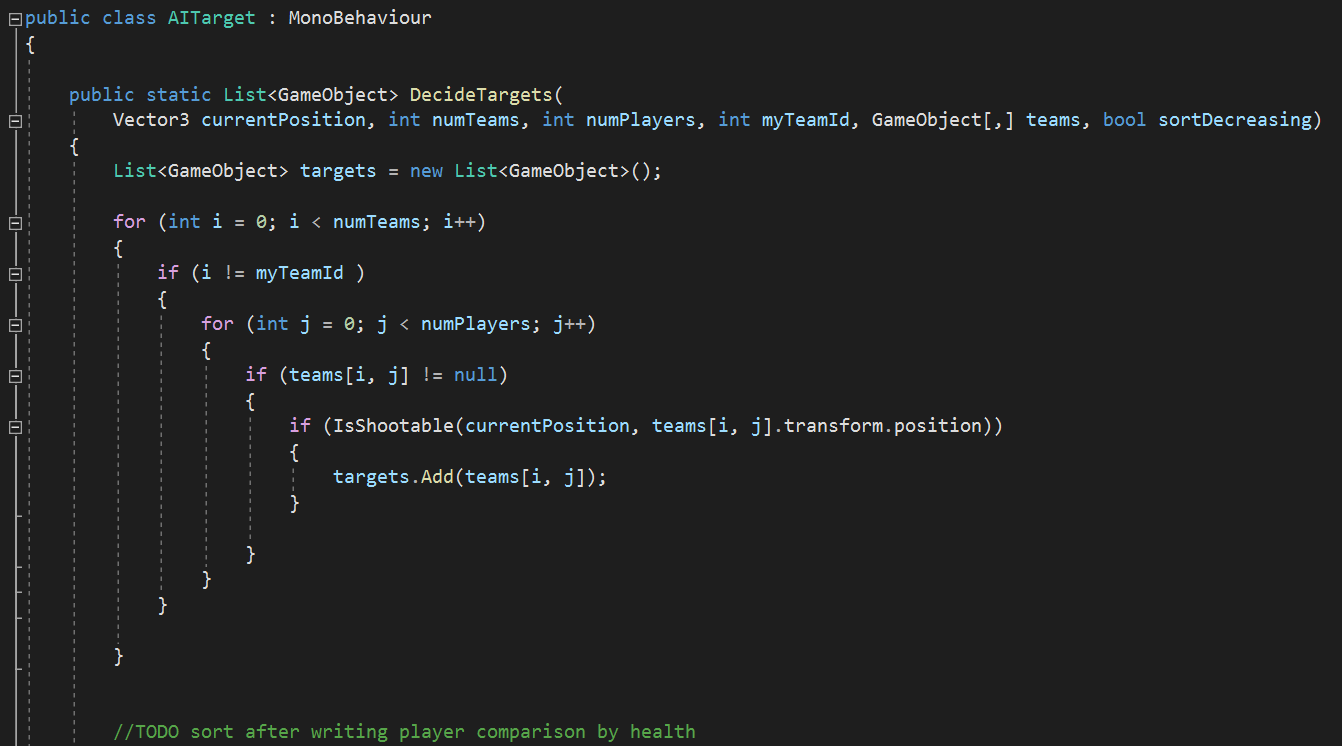 public class AITarget : MonoBehaviour
{
public static List<GameObject> DecideTargets(
Vector3 currentPosition, int numTeams, int numPlayers, int myTeamId, GameObject[,] teams, bool sortDecreasing)
{
List<GameObject> targets = new List<GameObject>();
for (int i = 0; i < numTeams; i++)
{
if (i != myTeamId )
{
for (int j = 0; j < numPlayers; j++)
{
if (teams[i, j] != null)
{
if (IsShootable(currentPosition, teams[i, j].transform.position))
{
targets.Add(teams[i, j]);
}
}
}
}
}
//TODO sort after writing player comparison by health